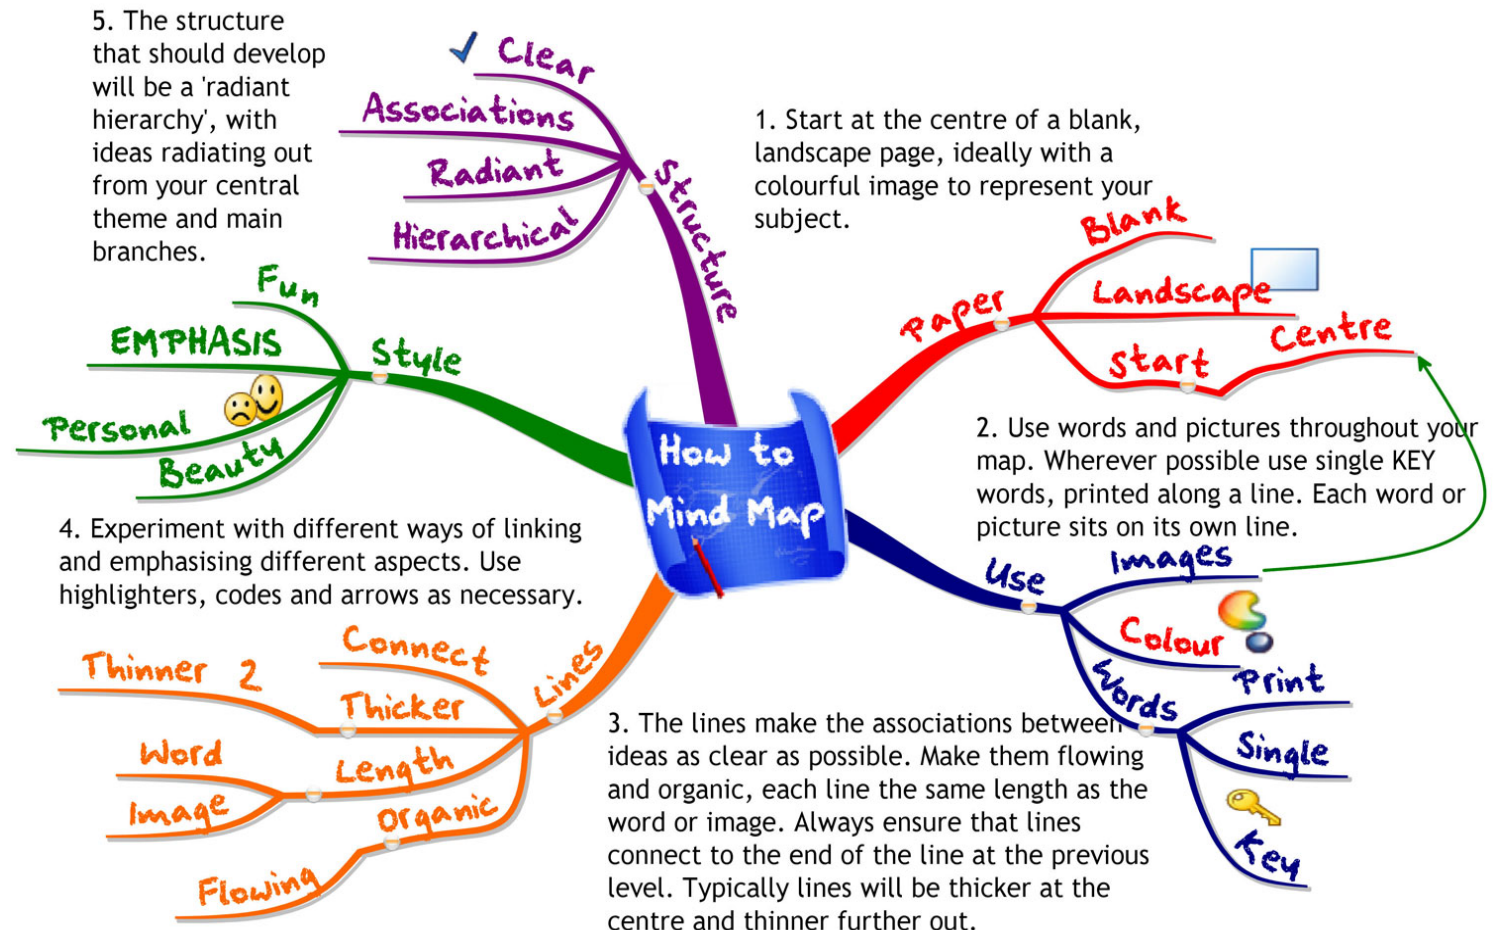 5. The structure
that should develop
will be a 'radiant
hierarchy', with
ideas radiating out
from your central
theme and main
branches.
Clear
Associations
Radiant
Hierarchical
Structure
1. Start at the centre of a blank,
landscape page, ideally with a
colourful image to represent your
subject.
Paper
Blank
Landscape
Start
Centre
Fun
EMPHASIS
Personal
Beauty
Style
How to
Mind Map
2. Use words and pictures throughout your
map. Wherever possible use single KEY
words, printed along a line. Each word or
picture sits on its own line.
Use
Images
Colour
Words
Print
Single
Key
4. Experiment with different ways of linking
and emphasising different aspects. Use
highlighters, codes and arrows as necessary.
Lines
Connect
Thicker
Thinner 2
Length
Word
Image
Organic
Flowing
3. The lines make the associations between
ideas as clear as possible. Make them flowing
and organic, each line the same length as the
word or image. Always ensure that lines
connect to the end of the line at the previous
level. Typically lines will be thicker at the
centre and thinner further out.